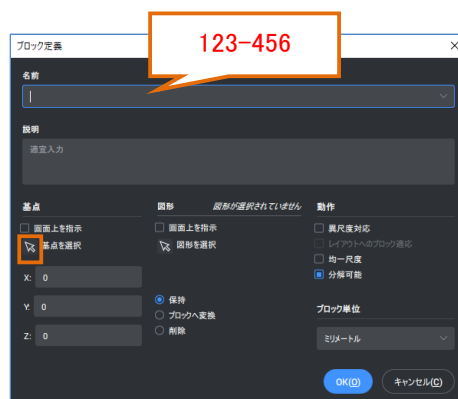 123-456
ブロック定義
名前
説明
適宜入力
基点
画面上を指示
基点を選択
X: 0
Y: 0
Z: 0
図形 図形が選択されていません
画面上を指示
図形を選択
保持
ブロックへ変換
削除
動作
異尺度対応
レイアウトへのブロック適応
均一尺度
分解可能
ブロック単位
ミリメートル
OK(O) キャンセル(C)